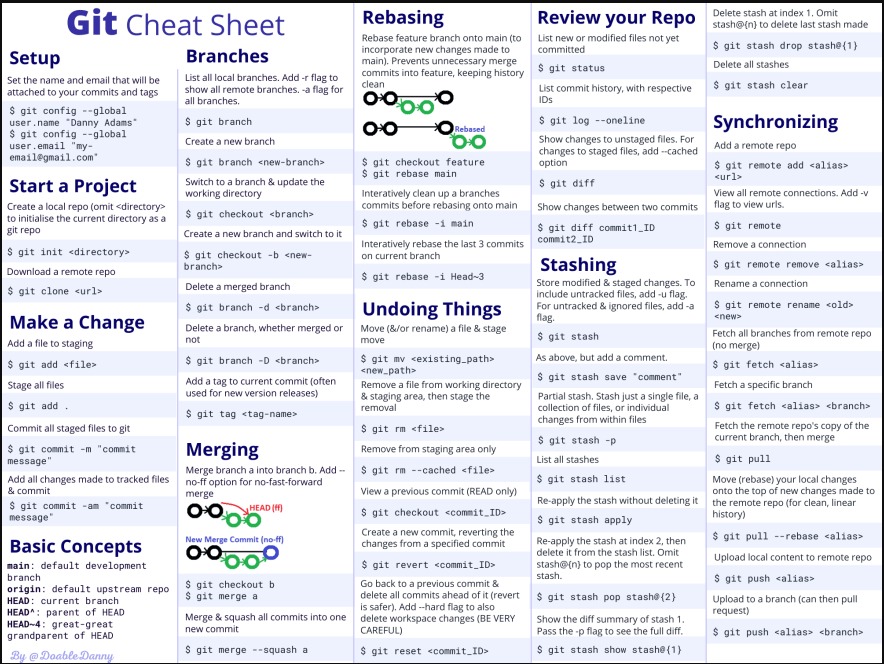 Git Cheat Sheet
Setup
Set the name and email that will be
attached to your commits and tags
$ git config --global
user.name "Danny Adams"
$ git config --global
user.email "my-
email@gmail.com"
Start a Project
Create a local repo (omit <directory>
to initialise the current directory as a
git repo
$ git init <directory>
Download a remote repo
$ git clone <url>
Make a Change
Add a file to staging
$ git add <file>
Stage all files
$ git add .
Commit all staged files to git
$ git commit -m "commit
message"
Add all changes made to tracked files
& commit
$ git commit -am "commit
message"
Basic Concepts
main: default development
branch
origin: default upstream repo
HEAD: current branch
HEAD^: parent of HEAD
HEAD~4: great-great
grandparent of HEAD
By @DoableDanny
Branches
List all local branches. Add -r flag to
show all remote branches. -a flag for
all branches.
$ git branch
Create a new branch
$ git branch <new-branch>
Switch to a branch & update the
working directory
$ git checkout <branch>
Create a new branch and switch to it
$ git checkout -b <new-
branch>
Delete a merged branch
$ git branch -d <branch>
Delete a branch, whether merged or
not
$ git branch -D <branch>
Add a tag to current commit (often
used for new version releases)
$ git tag <tag-name>
Merging
Merge branch a into branch b. Add --
no-ff option for no-fast-forward
merge
HEAD (ff)
New Merge Commit (no-ff)
$ git checkout b
$ git merge a
Merge & squash all commits into one
new commit
$ git merge --squash a
Rebasing
Rebase feature branch onto main (to
incorporate new changes made to
main). Prevents unnecessary merge
commits into feature, keeping history
clean
Rebased
$ git checkout feature
$ git rebase main
Interatively clean up a branches
commits before rebasing onto main
$ git rebase -i main
Interatively rebase the last 3 commits
on current branch
$ git rebase -i Head~3
Undoing Things
Move (&/or rename) a file & stage
move
$ git mv <existing_path>
<new_path>
Remove a file from working directory
& staging area, then stage the
removal
$ git rm <file>
Remove from staging area only
$ git rm --cached <file>
View a previous commit (READ only)
$ git checkout <commit_ID>
Create a new commit, reverting the
changes from a specified commit
$ git revert <commit_ID>
Go back to a previous commit &
delete all commits ahead of it (revert
is safer). Add --hard flag to also
delete workspace changes (BE VERY
CAREFUL)
$ git reset <commit_ID>
Review your Repo
List new or modified files not yet
committed
$ git status
List commit history, with respective
IDs
$ git log --oneline
Show changes to unstaged files. For
changes to staged files, add --cached
option
$ git diff
Show changes between two commits
$ git diff commit1_ID
commit2_ID
Stashing
Store modified & staged changes. To
include untracked files, add -u flag.
For untracked & ignored files, add -a
flag.
$ git stash
As above, but add a comment.
$ git stash save "comment"
Partial stash. Stash just a single file, a
collection of files, or individual
changes from within files
$ git stash -p
List all stashes
$ git stash list
Re-apply the stash without deleting it
$ git stash apply
Re-apply the stash at index 2, then
delete it from the stash list. Omit
stash@{n} to pop the most recent
stash.
$ git stash pop stash@{2}
Show the diff summary of stash 1.
Pass the -p flag to see the full diff.
$ git stash show stash@{1}
Delete stash at index 1. Omit
stash@{n} to delete last stash made
$ git stash drop stash@{1}
Delete all stashes
$ git stash clear
Synchronizing
Add a remote repo
$ git remote add <alias>
<url>
View all remote connections. Add -v
flag to view urls.
$ git remote
Remove a connection
$ git remote remove <alias>
Rename a connection
$ git remote rename <old>
<new>
Fetch all branches from remote repo
(no merge)
$ git fetch <alias>
Fetch a specific branch
$ git fetch <alias> <branch>
Fetch the remote repo's copy of the
current branch, then merge
$ git pull
Move (rebase) your local changes
onto the top of new changes made to
the remote repo (for clean, linear
history)
$ git pull --rebase <alias>
Upload local content to remote repo
$ git push <alias>
Upload to a branch (can then pull
request)
$ git push <alias> <branch>